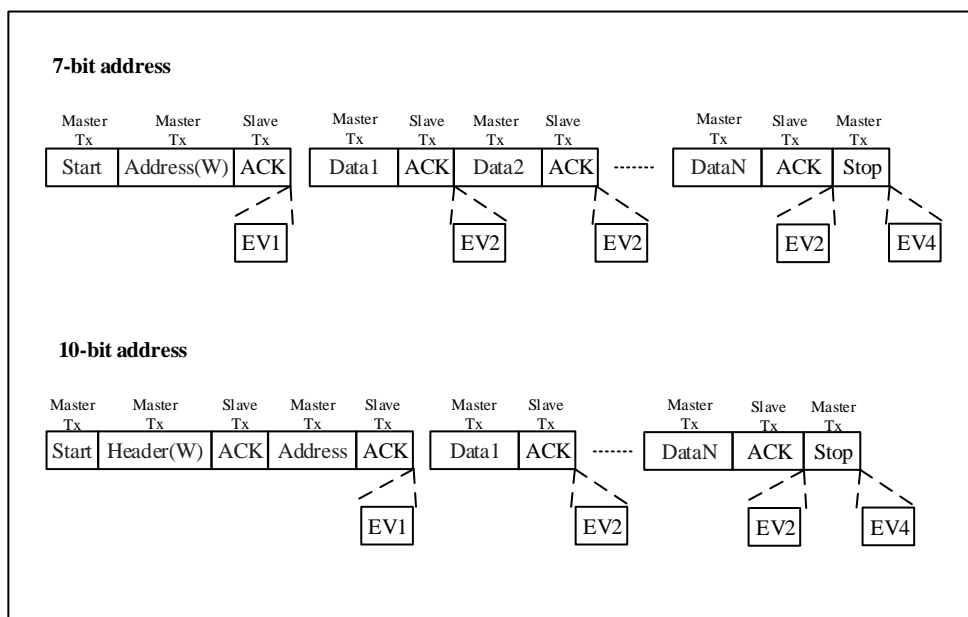 7-bit address
Master Tx Master Tx Slave Tx Master Tx Slave Tx Master Tx Slave Tx Master Tx Slave Tx Master Tx
Start Address(W) ACK Data1 ACK Data2 ACK DataN ACK Stop
EV1 EV2 EV2 EV2 EV4
10-bit address
Master Tx Master Tx Slave Tx Master Tx Slave Tx Master Tx Slave Tx Master Tx Slave Tx Master Tx
Start Header(W) ACK Address ACK Data1 ACK DataN ACK Stop
EV1 EV2 EV2 EV4